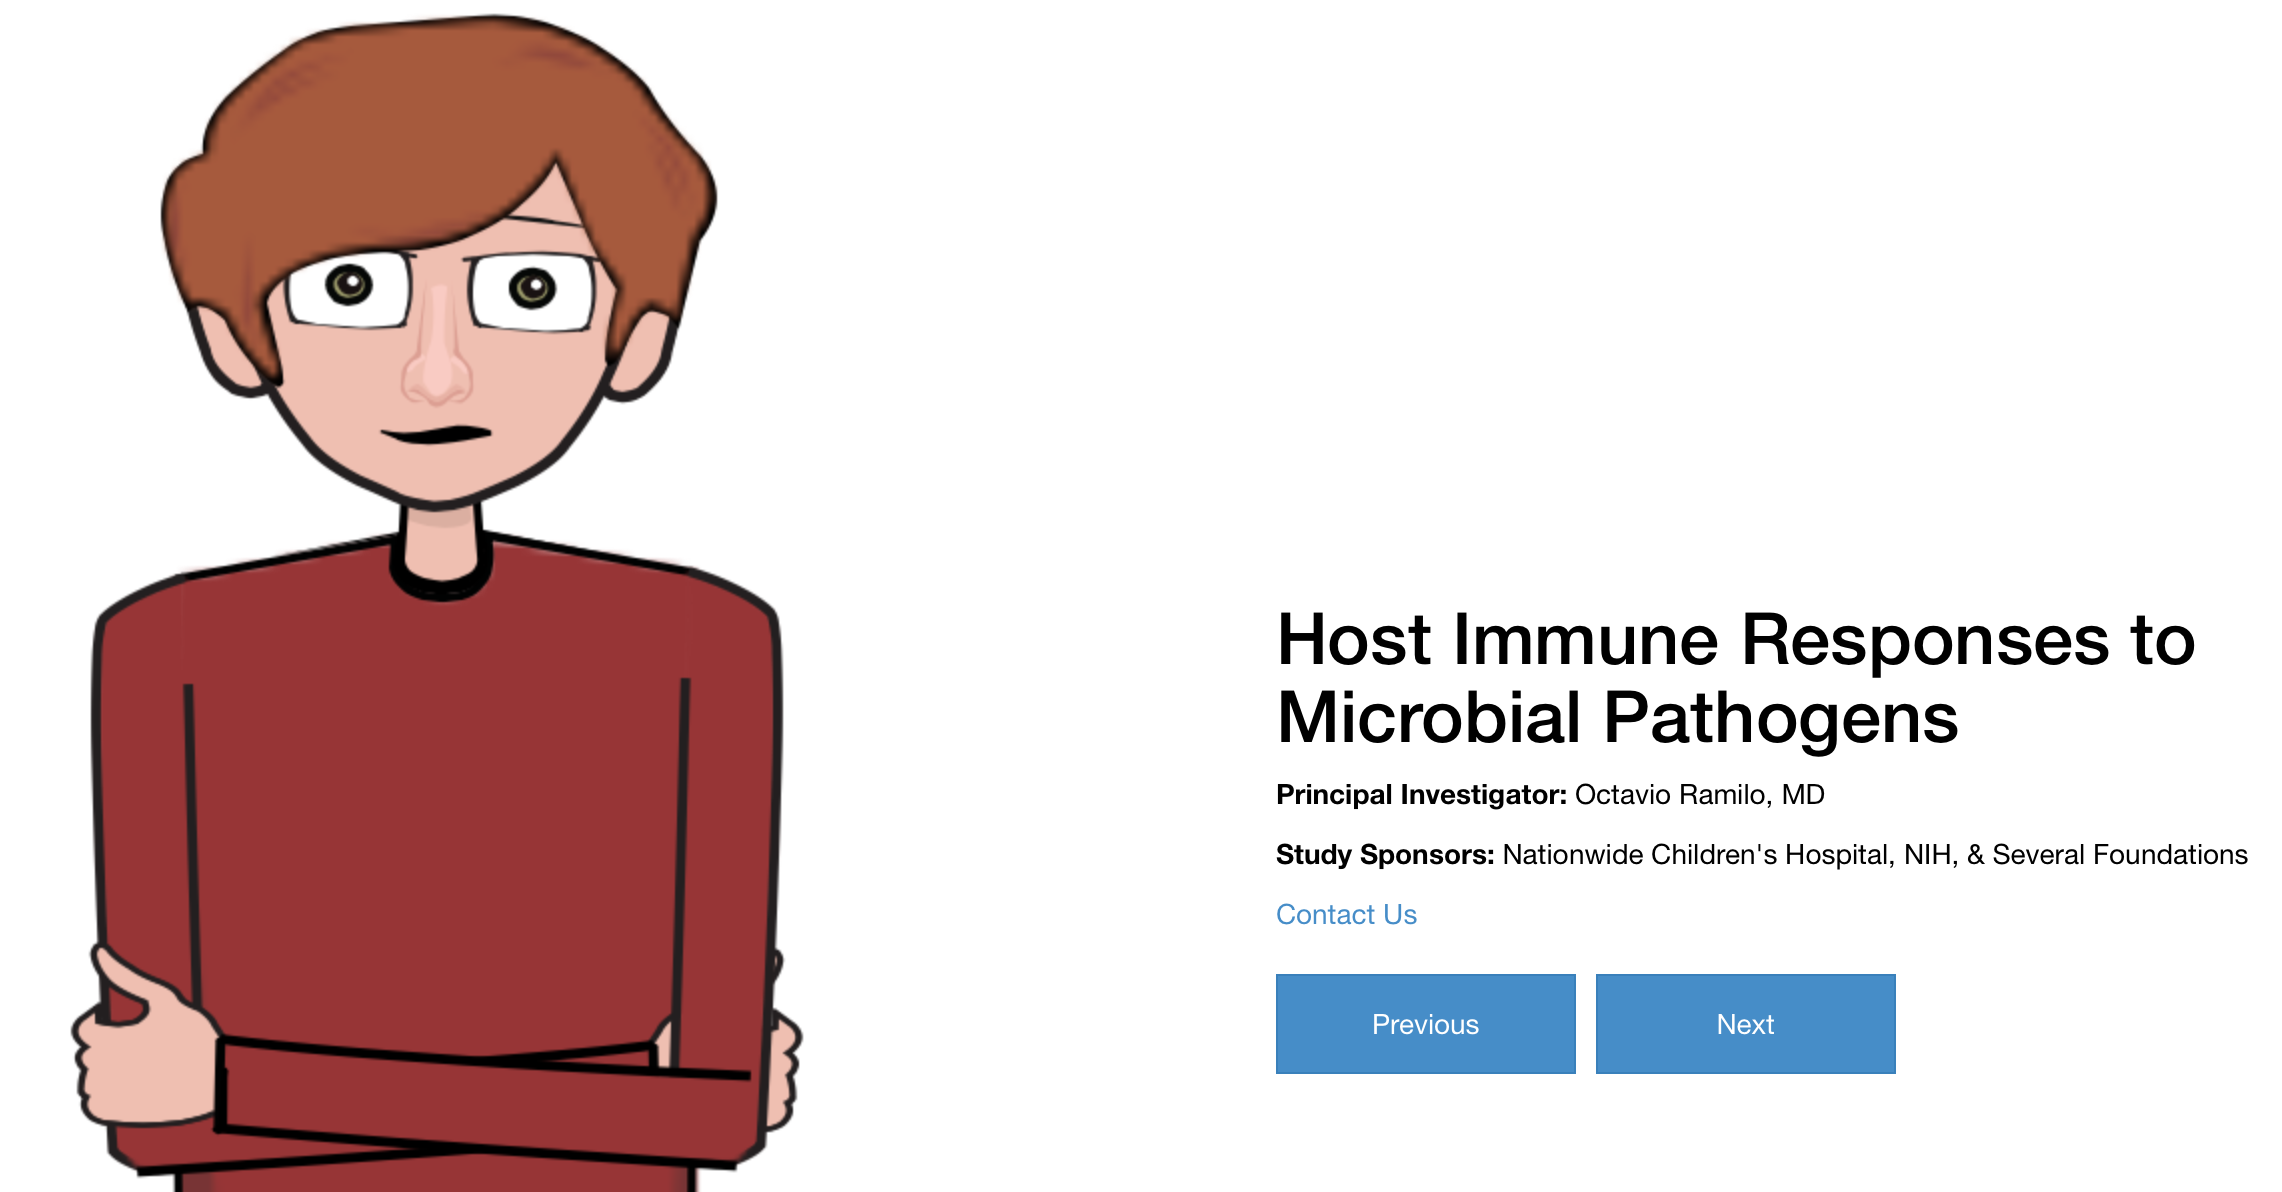 Host Immune Responses to
Microbial Pathogens
Principal Investigator: Octavio Ramilo, MD
Study Sponsors: Nationwide Children's Hospital, NIH, & Several Foundations
Contact Us
Previous
Next